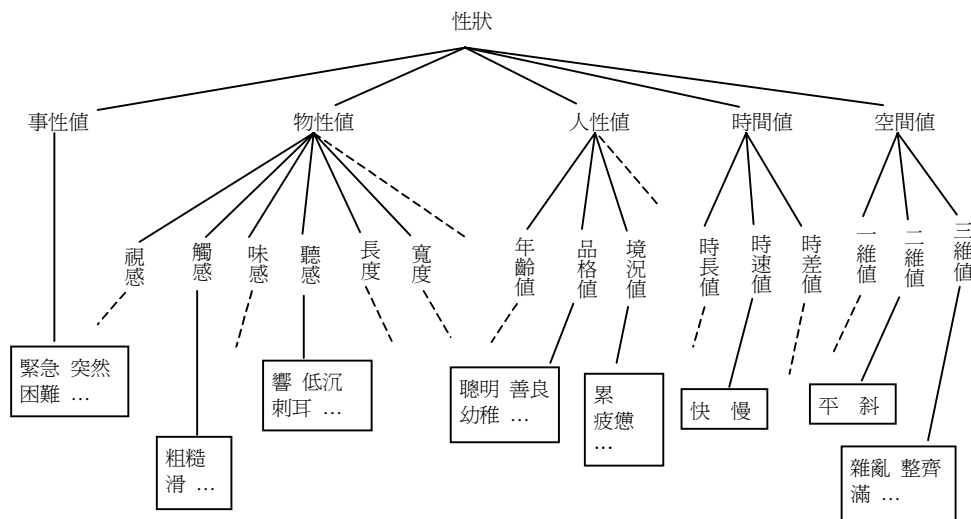 性狀
事性值 物性值 人性值 時間值 空間值
視感 觸感 味感 聽感 長度 寬度 年齡值 品格值 境況值 時長值 時速值 時差值 一維值 二維值 三維值
緊急 突然
困難 …
粗糙
滑 …
響 低沉
刺耳 …
聰明 善良
幼稚 …
累
疲憊
…
快 慢
平 斜
雜亂 整齊
滿 …